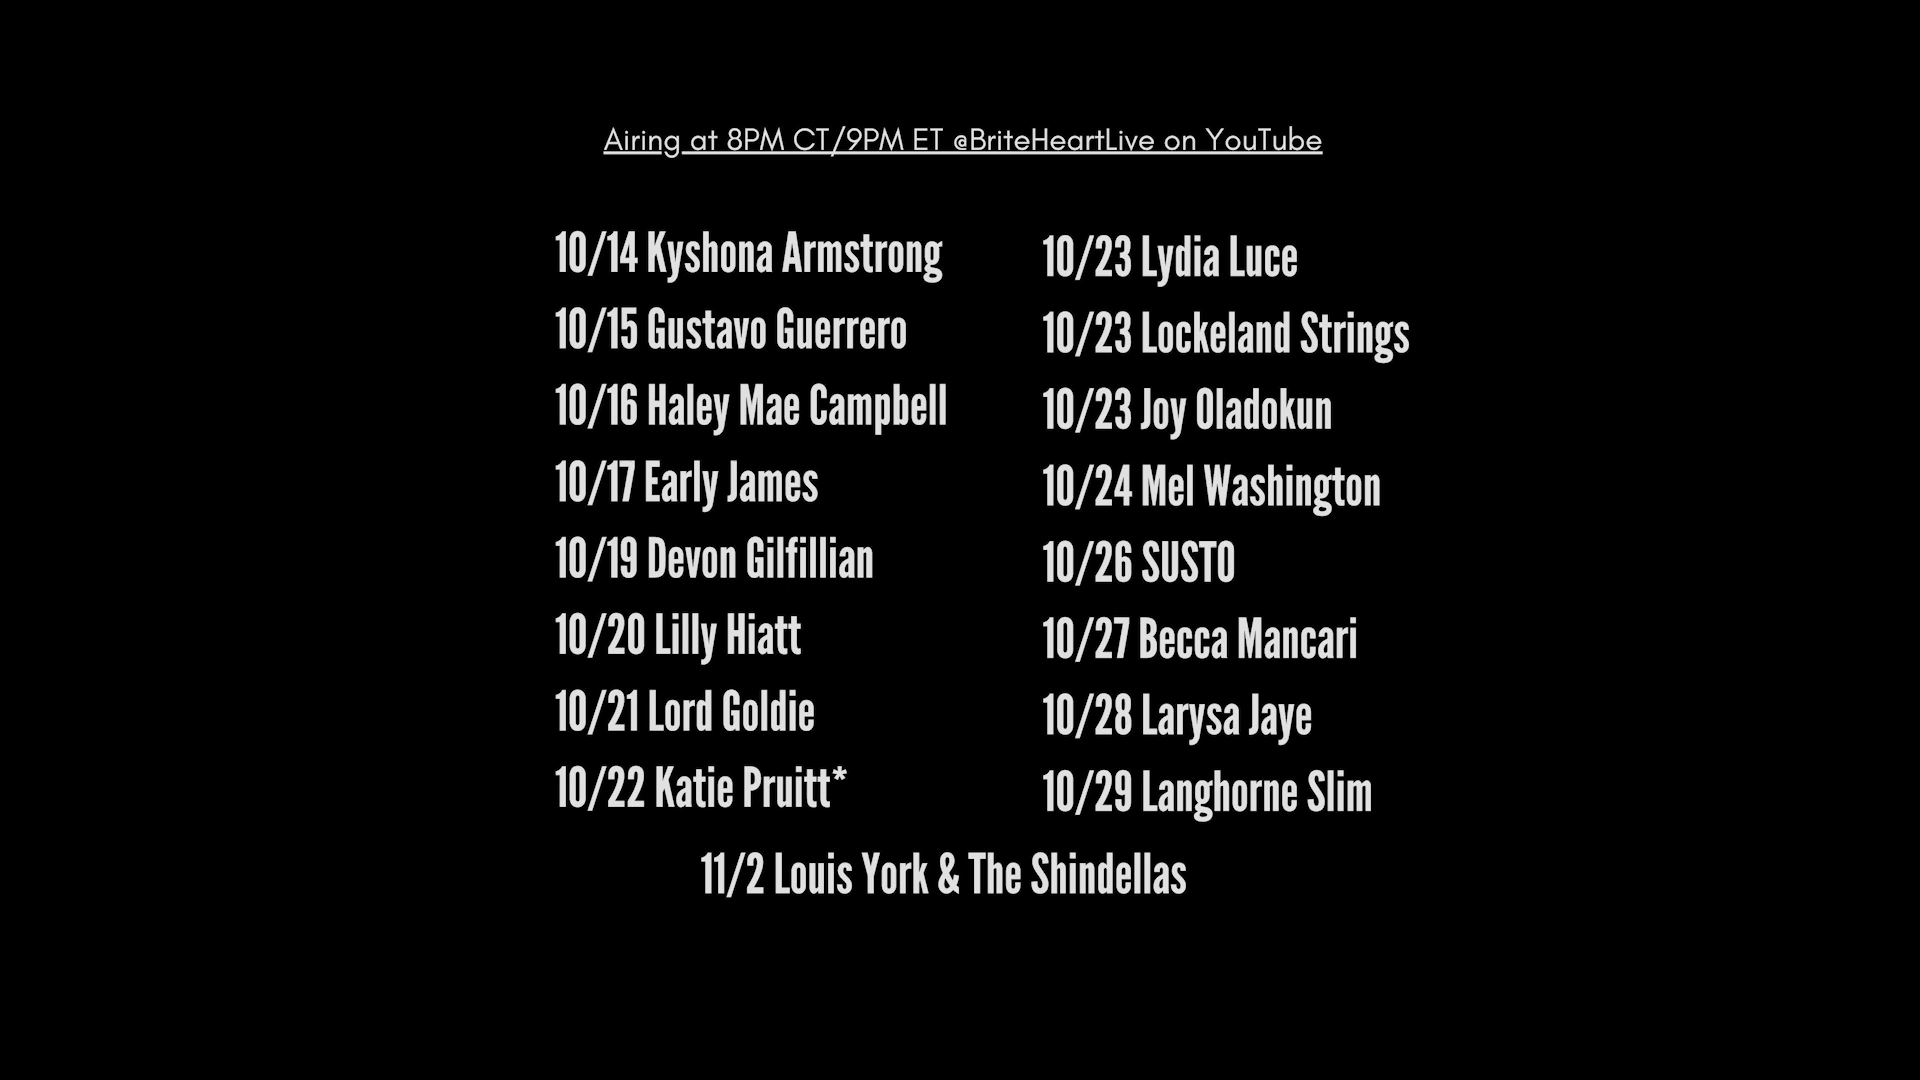 Airing at 8PM CT/9PM ET @BriteHeartLive on YouTube
10/14 Kyshona Armstrong
10/15 Gustavo Guerrero
10/16 Haley Mae Campbell
10/17 Early James
10/19 Devon Gilfillian
10/20 Lilly Hiatt
10/21 Lord Goldie
10/22 Katie Pruitt*
10/23 Lydia Luce
10/23 Lockeland Strings
10/23 Joy Oladokun
10/24 Mel Washington
10/26 SUSTO
10/27 Becca Mancari
10/28 Larysa Jaye
10/29 Langhorne Slim
11/2 Louis York & The Shindellas